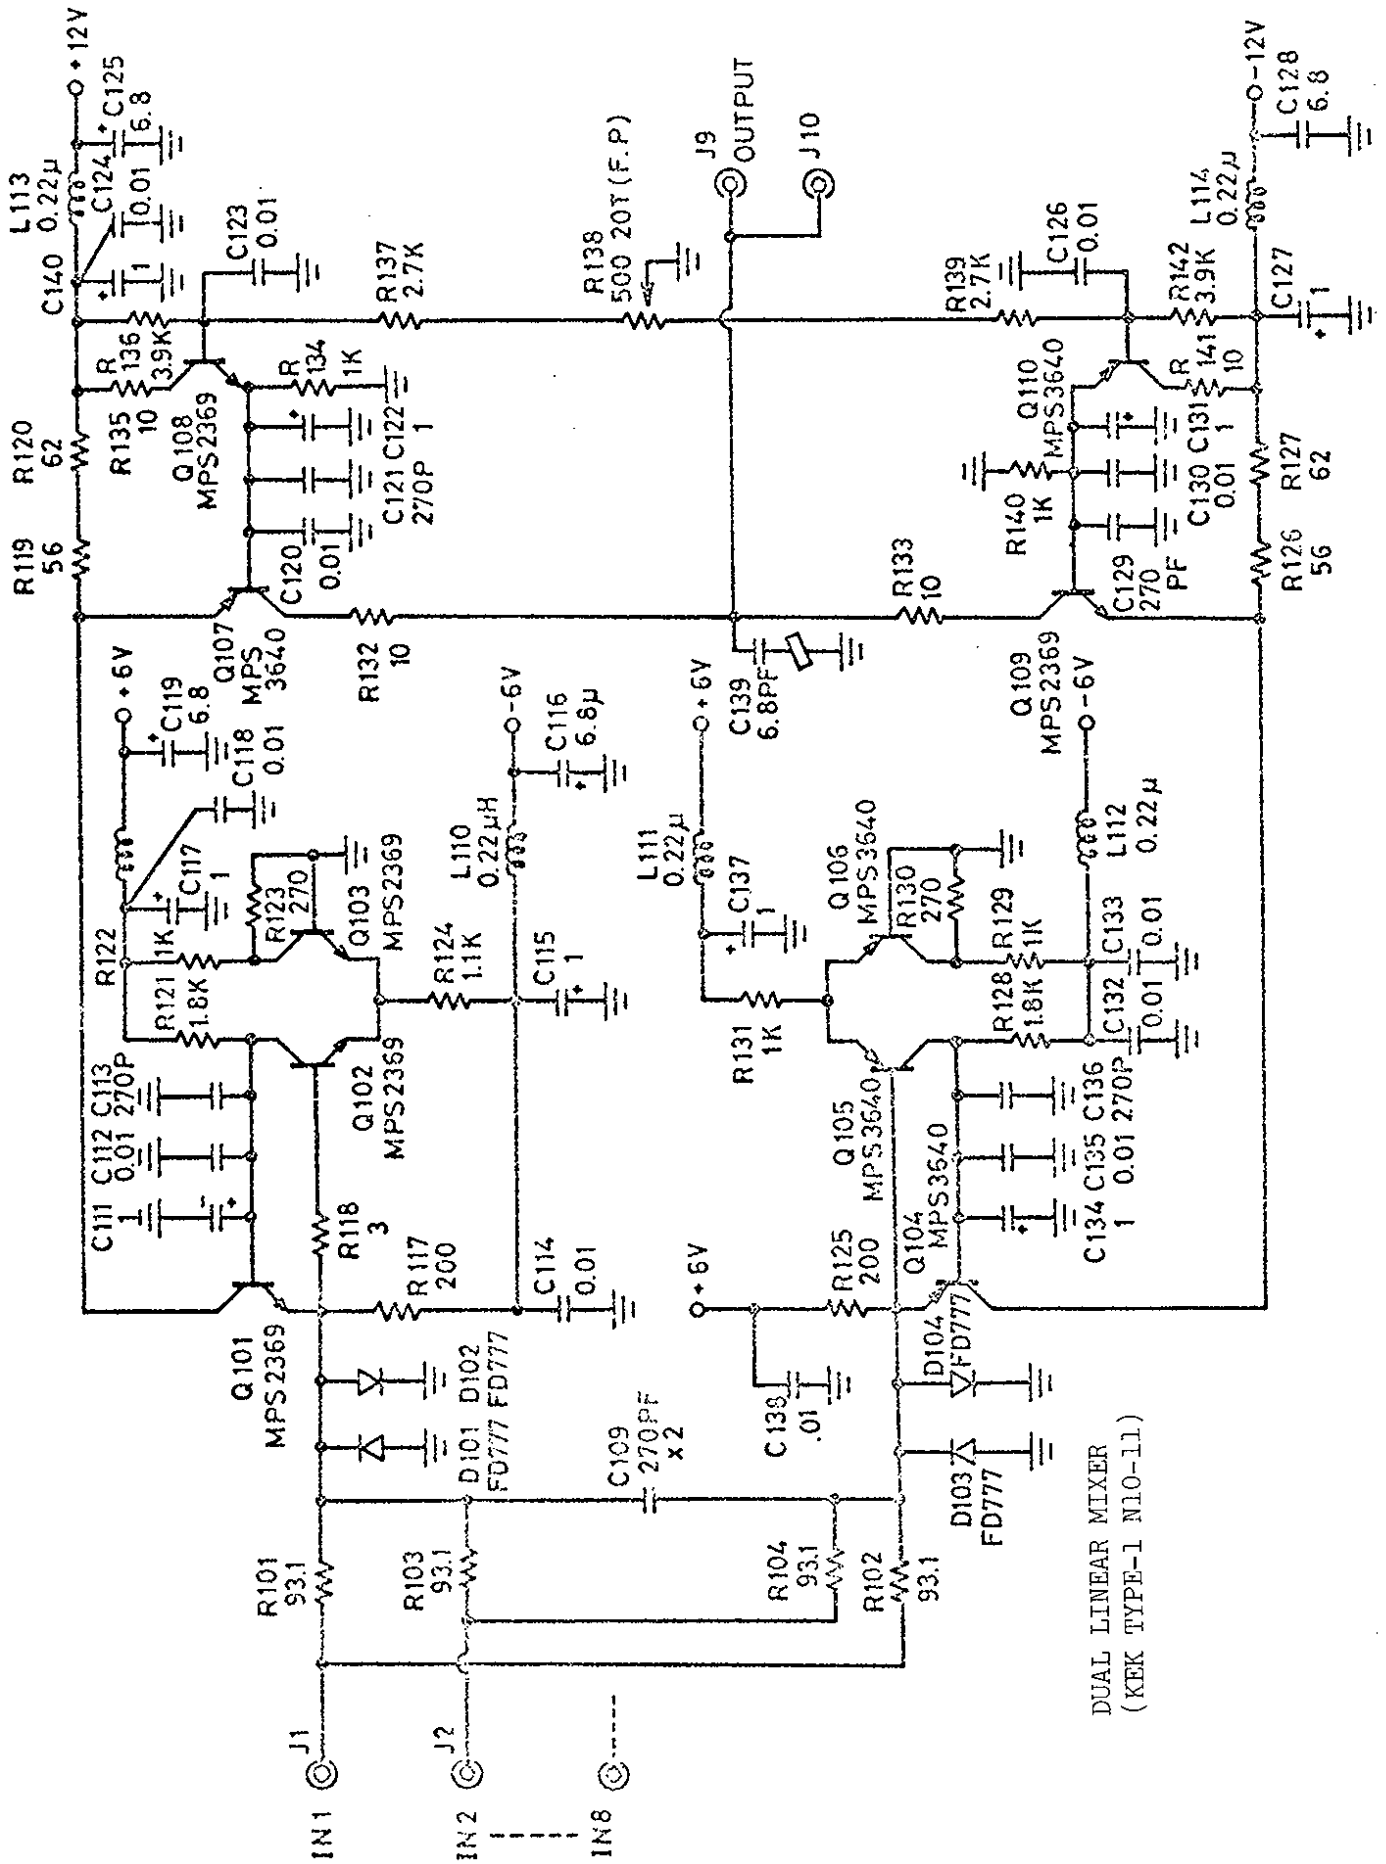 L113
0.22μ
+12V
C140
C124
0.01
C125
6.8
+
+
1
R120
62
R119
56
R135
10
R
136
3.9K
C123
0.01
Q108
MPS2369
R
134
1K
R137
2.7K
C122
1
+
C121
270P
C120
0.01
R138
500 20T (F.P)
J9
OUTPUT
J10
Q107
MPS
3640
R132
10
R133
10
C139
6.8PF
R139
2.7K
C126
0.01
Q110
MPS3640
R140
1K
R142
3.9K
R
141
10
L114
0.22μ
-12V
C128
6.8
C127
1
+
C131
1
+
C130
0.01
C129
270
PF
R127
62
R126
56
Q109
MPS2369
+6V
C119
6.8
+
C118
0.01
C117
1
+
R122
1K
R121
1.8K
R123
270
Q103
MPS2369
Q102
MPS2369
R124
1.1K
L110
0.22μH
-6V
C116
6.8μ
+
C115
1
+
C113
270P
C112
0.01
C111
1
-
+
R118
3
R117
200
C114
0.01
Q101
MPS2369
D102
FD777
D101
FD777
C109
270PF
x 2
+6V
L111
0.22μ
C137
1
+
R131
1K
Q106
MPS3640
R130
270
R129
1K
R128
1.8K
L112
0.22μ
-6V
C133
0.01
C132
0.01
Q105
MPS3640
Q104
MPS3640
C136
270P
C135
0.01
C134
1
+
+6V
R125
200
C138
.01
D104
FD777
D103
FD777
R101
93.1
R103
93.1
R104
93.1
R102
93.1
J1
IN 1
J2
IN 2
IN 8
DUAL LINEAR MIXER
(KEK TYPE-1 N10-11)